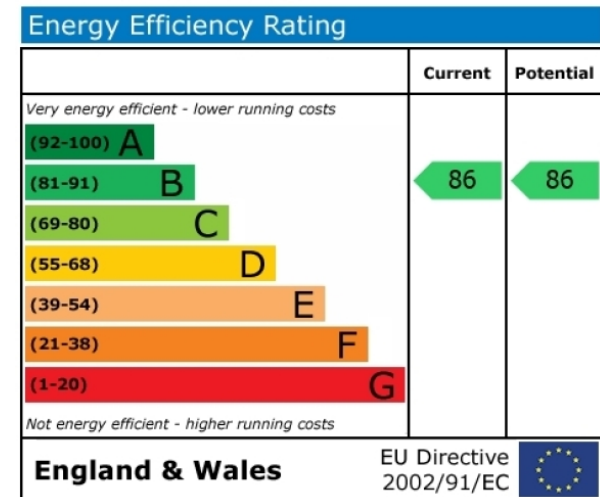 Energy Efficiency Rating
Current Potential
Very energy efficient - lower running costs
(92-100) A
(81-91) B 86 86
(69-80) C
(55-68) D
(39-54) E
(21-38) F
(1-20) G
Not energy efficient - higher running costs
England & Wales
EU Directive
2002/91/EC